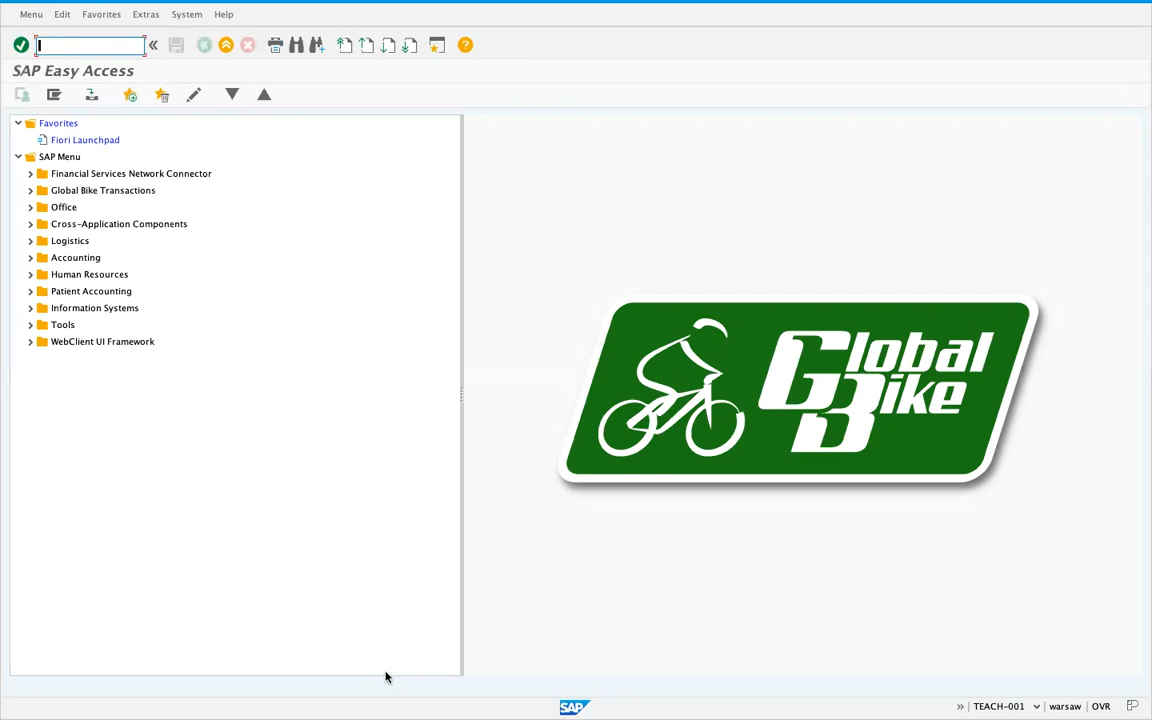 Menu Edit Favorites Extras System Help
SAP Easy Access
Favorites
Fiori Launchpad
SAP Menu
Financial Services Network Connector
Global Bike Transactions
Office
Cross-Application Components
Logistics
Accounting
Human Resources
Patient Accounting
Information Systems
Tools
WebClient UI Framework
Global
Bike
SAP TEACH-001 warsaw OVR